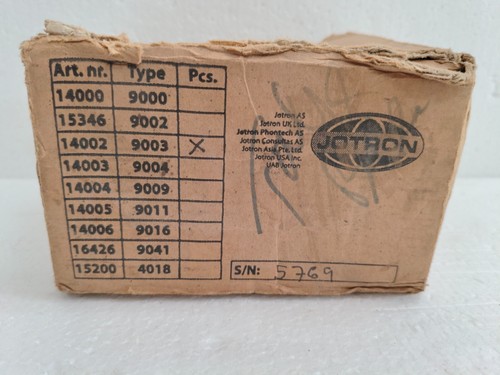 Art. nr. Type Pcs.
14000 9000
15346 9002
14002 9003 X
14003 9004
14004 9009
14005 9011
14006 9016
16426 9041
15200 4018
Jotron AS
Jotron UK Ltd.
Jotron Phontech AS
Jotron Consultas AS
Jotron Asia Pte. Ltd.
Jotron USA Inc.
UAB Jotron
JOTRON
S/N: 5769